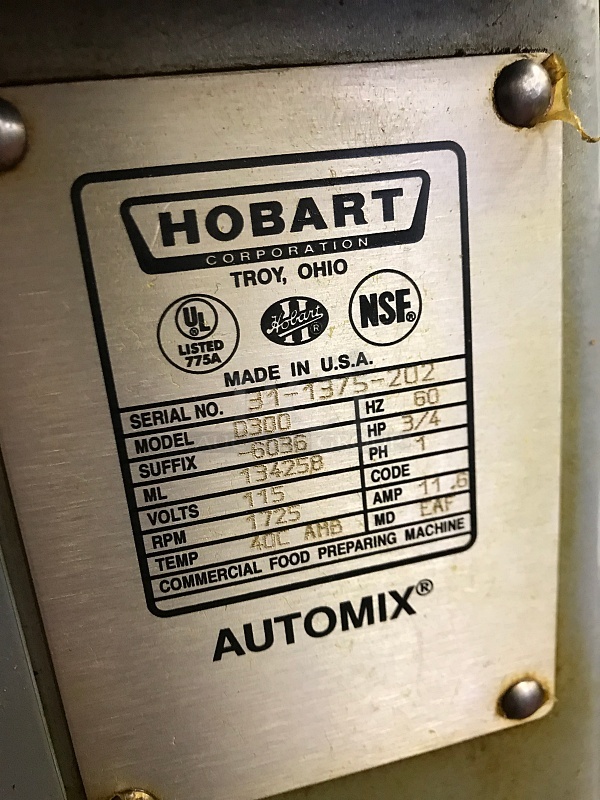 HOBART
CORPORATION
TROY, OHIO
UL
®
LISTED
775A
Hobart
®
NSF®
MADE IN U.S.A.
SERIAL NO. 31-1375-202
MODEL D300 HZ 60
SUFFIX -6036 HP 3/4
ML 134258 PH 1
VOLTS 115 CODE
RPM 1725 AMP 11.6
TEMP 40C AMB MD EAF
COMMERCIAL FOOD PREPARING MACHINE
AUTOMIX®